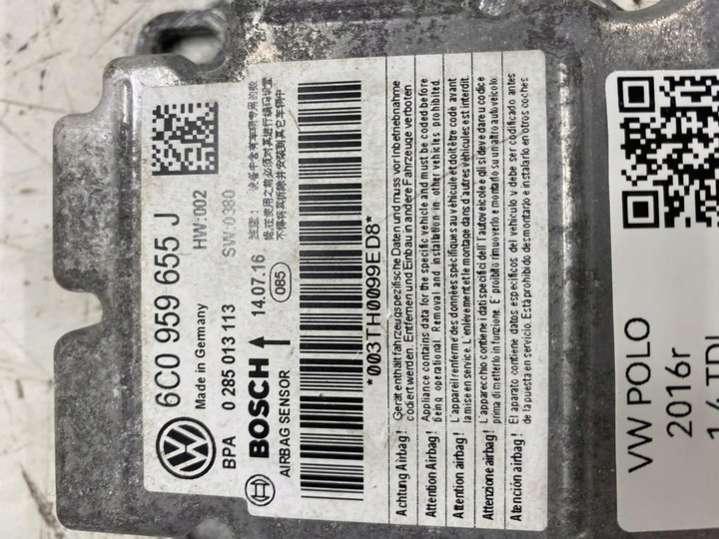 6C0 959 655 J
Made in Germany HW:002
BPA 0 285 013 113 SW:0380
BOSCH 14.07.16
AIRBAG SENSOR 085
*003TH0099ED8*
Achtung Airbag! Gerät enthält fahrzeugspezifische Daten und muss vor Inbetriebnahme
codiert werden. Entfernen und Einbau in andere Fahrzeuge verboten
Attention Airbag! Appliance contains data for the specific vehicle and must be coded before
being operational. Removal and installation in other vehicles prohibited.
Attention airbag! L'appareil renferme des données spécifiques au véhicule et doit être codé avant
la mise en service. L'enlèvement et le montage dans d'autres véhicules est interdit.
Attenzione airbag! L'apparecchio contiene i dati specifici dell'autoveicolo e gli si deve dare un codice
prima di metterlo in funzione. E' proibito rimuoverlo e montarlo su un altro autoveicolo.
Atención airbag! El aparato contiene datos específicos del vehículo y debe ser codificado antes
de la puesta en servicio. Está prohibido desmontarlo e instalarlo en otros coches
VW POLO
2016r
1.4 TDI